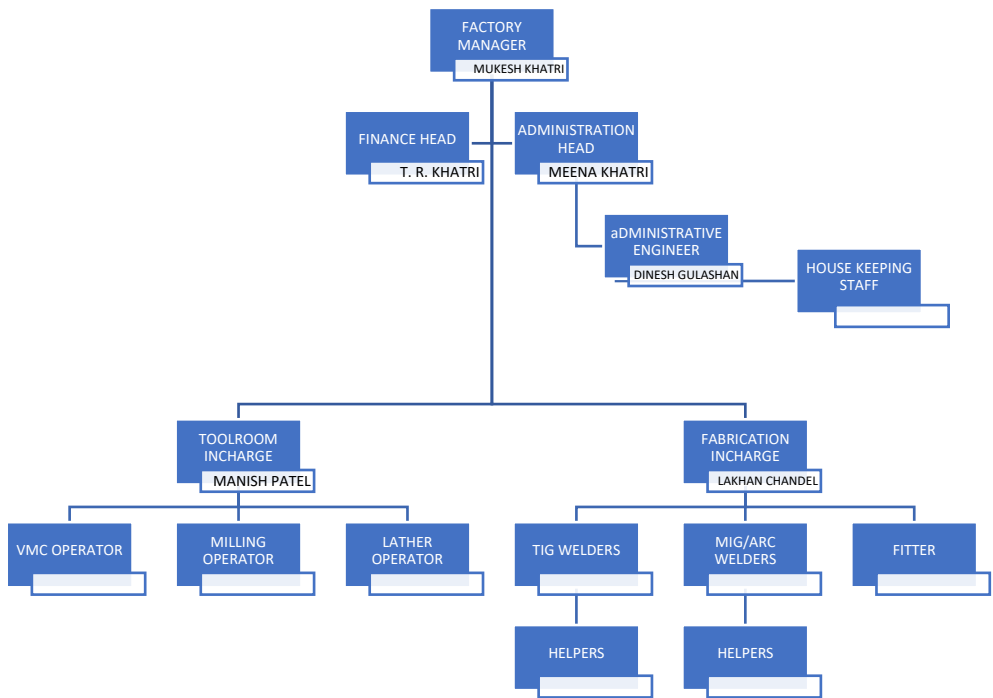 FACTORY
MANAGER
MUKESH KHATRI
FINANCE HEAD
T. R. KHATRI
ADMINISTRATION
HEAD
MEENA KHATRI
aDMINISTRATIVE
ENGINEER
DINESH GULASHAN
HOUSE KEEPING
STAFF
TOOLROOM
INCHARGE
MANISH PATEL
FABRICATION
INCHARGE
LAKHAN CHANDEL
VMC OPERATOR
MILLING
OPERATOR
LATHER
OPERATOR
TIG WELDERS
MIG/ARC
WELDERS
FITTER
HELPERS
HELPERS